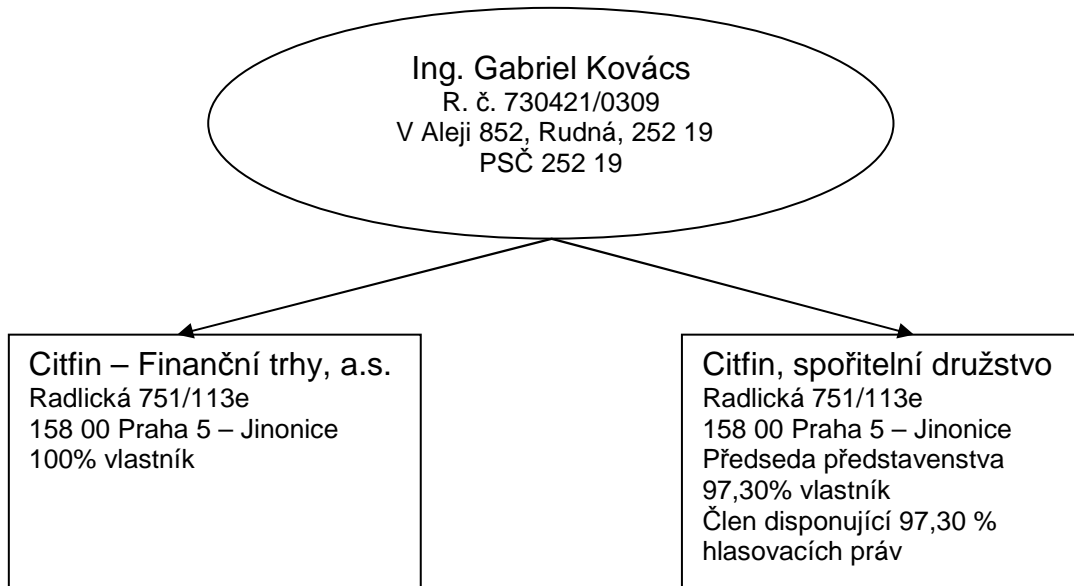 Ing. Gabriel Kovács
R. č. 730421/0309
V Aleji 852, Rudná, 252 19
PSČ 252 19
Citfin – Finanční trhy, a.s.
Radlická 751/113e
158 00 Praha 5 – Jinonice
100% vlastník
Citfin, spořitelní družstvo
Radlická 751/113e
158 00 Praha 5 – Jinonice
Předseda představenstva
97,30% vlastník
Člen disponující 97,30 %
hlasovacích práv